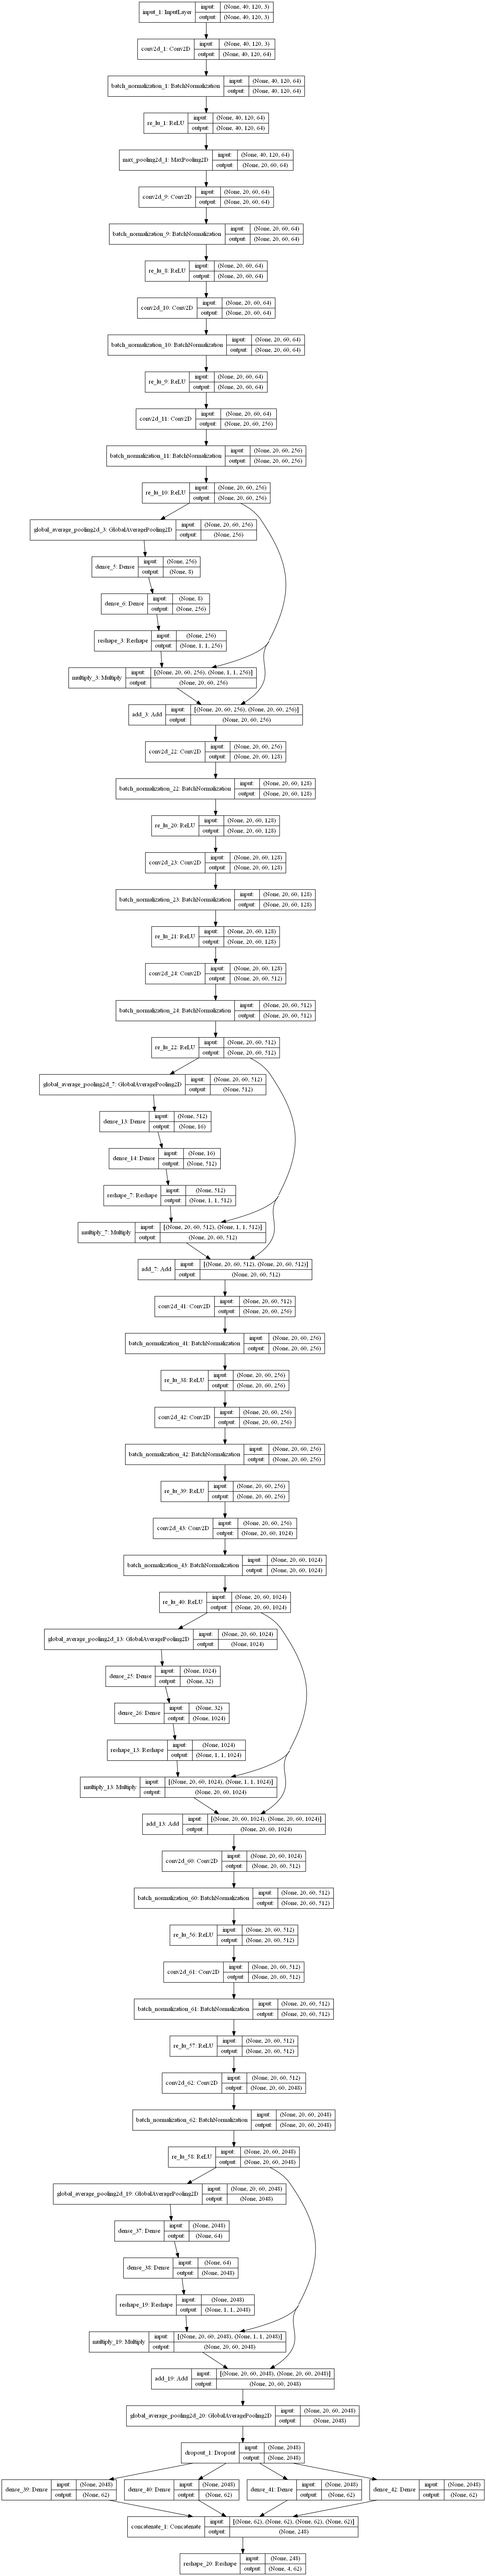 input_1: InputLayer input: (None, 40, 120, 3)
output: (None, 40, 120, 3)
conv2d_1: Conv2D input: (None, 40, 120, 3)
output: (None, 40, 120, 64)
batch_normalization_1: BatchNormalization input: (None, 40, 120, 64)
output: (None, 40, 120, 64)
re_lu_1: ReLU input: (None, 40, 120, 64)
output: (None, 40, 120, 64)
max_pooling2d_1: MaxPooling2D input: (None, 40, 120, 64)
output: (None, 20, 60, 64)
conv2d_9: Conv2D input: (None, 20, 60, 64)
output: (None, 20, 60, 64)
batch_normalization_9: BatchNormalization input: (None, 20, 60, 64)
output: (None, 20, 60, 64)
re_lu_8: ReLU input: (None, 20, 60, 64)
output: (None, 20, 60, 64)
conv2d_10: Conv2D input: (None, 20, 60, 64)
output: (None, 20, 60, 64)
batch_normalization_10: BatchNormalization input: (None, 20, 60, 64)
output: (None, 20, 60, 64)
re_lu_9: ReLU input: (None, 20, 60, 64)
output: (None, 20, 60, 64)
conv2d_11: Conv2D input: (None, 20, 60, 64)
output: (None, 20, 60, 256)
batch_normalization_11: BatchNormalization input: (None, 20, 60, 256)
output: (None, 20, 60, 256)
re_lu_10: ReLU input: (None, 20, 60, 256)
output: (None, 20, 60, 256)
global_average_pooling2d_3: GlobalAveragePooling2D input: (None, 20, 60, 256)
output: (None, 256)
dense_5: Dense input: (None, 256)
output: (None, 8)
dense_6: Dense input: (None, 8)
output: (None, 256)
reshape_3: Reshape input: (None, 256)
output: (None, 1, 1, 256)
multiply_3: Multiply input: [(None, 20, 60, 256), (None, 1, 1, 256)]
output: (None, 20, 60, 256)
add_3: Add input: [(None, 20, 60, 256), (None, 20, 60, 256)]
output: (None, 20, 60, 256)
conv2d_22: Conv2D input: (None, 20, 60, 256)
output: (None, 20, 60, 128)
batch_normalization_22: BatchNormalization input: (None, 20, 60, 128)
output: (None, 20, 60, 128)
re_lu_20: ReLU input: (None, 20, 60, 128)
output: (None, 20, 60, 128)
conv2d_23: Conv2D input: (None, 20, 60, 128)
output: (None, 20, 60, 128)
batch_normalization_23: BatchNormalization input: (None, 20, 60, 128)
output: (None, 20, 60, 128)
re_lu_21: ReLU input: (None, 20, 60, 128)
output: (None, 20, 60, 128)
conv2d_24: Conv2D input: (None, 20, 60, 128)
output: (None, 20, 60, 512)
batch_normalization_24: BatchNormalization input: (None, 20, 60, 512)
output: (None, 20, 60, 512)
re_lu_22: ReLU input: (None, 20, 60, 512)
output: (None, 20, 60, 512)
global_average_pooling2d_7: GlobalAveragePooling2D input: (None, 20, 60, 512)
output: (None, 512)
dense_13: Dense input: (None, 512)
output: (None, 16)
dense_14: Dense input: (None, 16)
output: (None, 512)
reshape_7: Reshape input: (None, 512)
output: (None, 1, 1, 512)
multiply_7: Multiply input: [(None, 20, 60, 512), (None, 1, 1, 512)]
output: (None, 20, 60, 512)
add_7: Add input: [(None, 20, 60, 512), (None, 20, 60, 512)]
output: (None, 20, 60, 512)
conv2d_41: Conv2D input: (None, 20, 60, 512)
output: (None, 20, 60, 256)
batch_normalization_41: BatchNormalization input: (None, 20, 60, 256)
output: (None, 20, 60, 256)
re_lu_38: ReLU input: (None, 20, 60, 256)
output: (None, 20, 60, 256)
conv2d_42: Conv2D input: (None, 20, 60, 256)
output: (None, 20, 60, 256)
batch_normalization_42: BatchNormalization input: (None, 20, 60, 256)
output: (None, 20, 60, 256)
re_lu_39: ReLU input: (None, 20, 60, 256)
output: (None, 20, 60, 256)
conv2d_43: Conv2D input: (None, 20, 60, 256)
output: (None, 20, 60, 1024)
batch_normalization_43: BatchNormalization input: (None, 20, 60, 1024)
output: (None, 20, 60, 1024)
re_lu_40: ReLU input: (None, 20, 60, 1024)
output: (None, 20, 60, 1024)
global_average_pooling2d_13: GlobalAveragePooling2D input: (None, 20, 60, 1024)
output: (None, 1024)
dense_25: Dense input: (None, 1024)
output: (None, 32)
dense_26: Dense input: (None, 32)
output: (None, 1024)
reshape_13: Reshape input: (None, 1024)
output: (None, 1, 1, 1024)
multiply_13: Multiply input: [(None, 20, 60, 1024), (None, 1, 1, 1024)]
output: (None, 20, 60, 1024)
add_13: Add input: [(None, 20, 60, 1024), (None, 20, 60, 1024)]
output: (None, 20, 60, 1024)
conv2d_60: Conv2D input: (None, 20, 60, 1024)
output: (None, 20, 60, 512)
batch_normalization_60: BatchNormalization input: (None, 20, 60, 512)
output: (None, 20, 60, 512)
re_lu_56: ReLU input: (None, 20, 60, 512)
output: (None, 20, 60, 512)
conv2d_61: Conv2D input: (None, 20, 60, 512)
output: (None, 20, 60, 512)
batch_normalization_61: BatchNormalization input: (None, 20, 60, 512)
output: (None, 20, 60, 512)
re_lu_57: ReLU input: (None, 20, 60, 512)
output: (None, 20, 60, 512)
conv2d_62: Conv2D input: (None, 20, 60, 512)
output: (None, 20, 60, 2048)
batch_normalization_62: BatchNormalization input: (None, 20, 60, 2048)
output: (None, 20, 60, 2048)
re_lu_58: ReLU input: (None, 20, 60, 2048)
output: (None, 20, 60, 2048)
global_average_pooling2d_19: GlobalAveragePooling2D input: (None, 20, 60, 2048)
output: (None, 2048)
dense_37: Dense input: (None, 2048)
output: (None, 64)
dense_38: Dense input: (None, 64)
output: (None, 2048)
reshape_19: Reshape input: (None, 2048)
output: (None, 1, 1, 2048)
multiply_19: Multiply input: [(None, 20, 60, 2048), (None, 1, 1, 2048)]
output: (None, 20, 60, 2048)
add_19: Add input: [(None, 20, 60, 2048), (None, 20, 60, 2048)]
output: (None, 20, 60, 2048)
global_average_pooling2d_20: GlobalAveragePooling2D input: (None, 20, 60, 2048)
output: (None, 2048)
dropout_1: Dropout input: (None, 2048)
output: (None, 2048)
dense_39: Dense input: (None, 2048)
output: (None, 62)
dense_40: Dense input: (None, 2048)
output: (None, 62)
dense_41: Dense input: (None, 2048)
output: (None, 62)
dense_42: Dense input: (None, 2048)
output: (None, 62)
concatenate_1: Concatenate input: [(None, 62), (None, 62), (None, 62), (None, 62)]
output: (None, 248)
reshape_20: Reshape input: (None, 248)
output: (None, 4, 62)